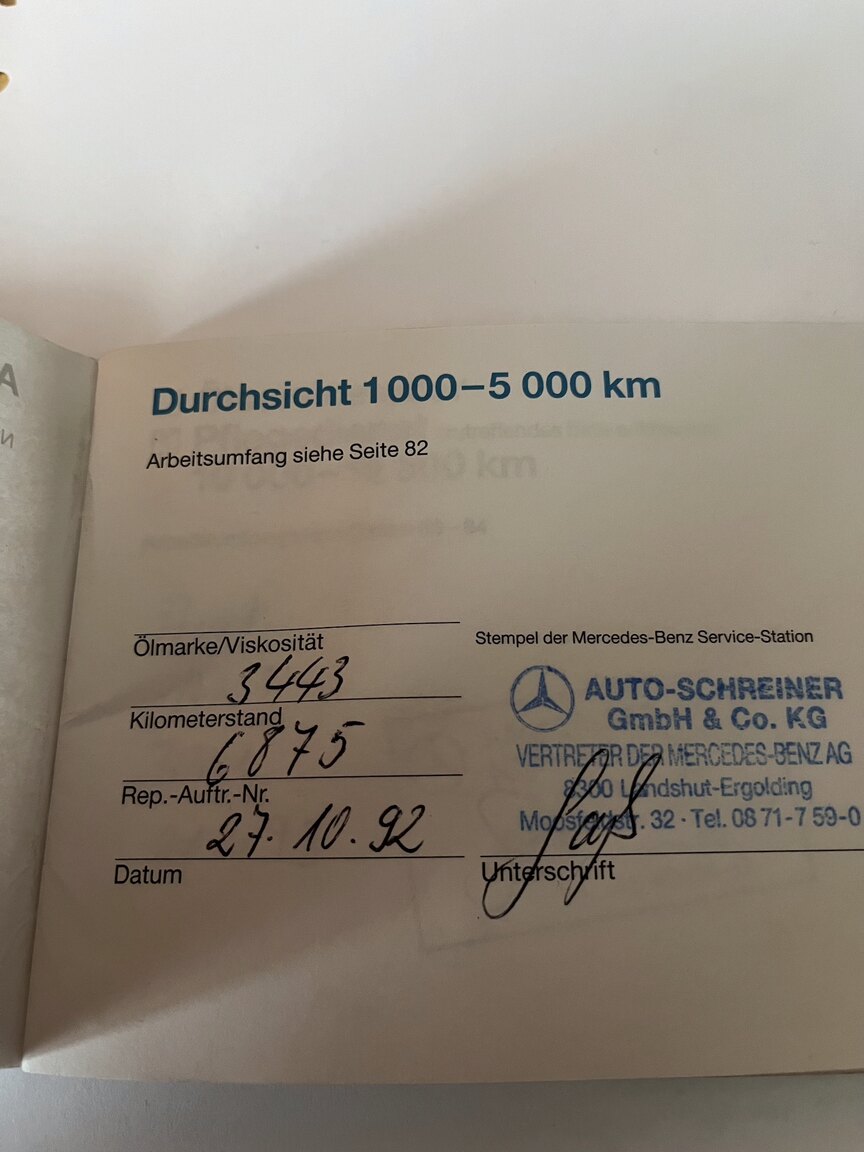 Durchsicht 1000–5 000 km
Arbeitsumfang siehe Seite 82
Ölmarke/Viskosität
3443
Kilometerstand
6875
Rep.-Auftr.-Nr.
27. 10. 92
Datum
Stempel der Mercedes-Benz Service-Station
AUTO-SCHREINER
GmbH & Co. KG
VERTRETER DER MERCEDES-BENZ AG
8300 Landshut-Ergolding
Moosfeldstr. 32 · Tel. 08 71-7 59-0
Unterschrift